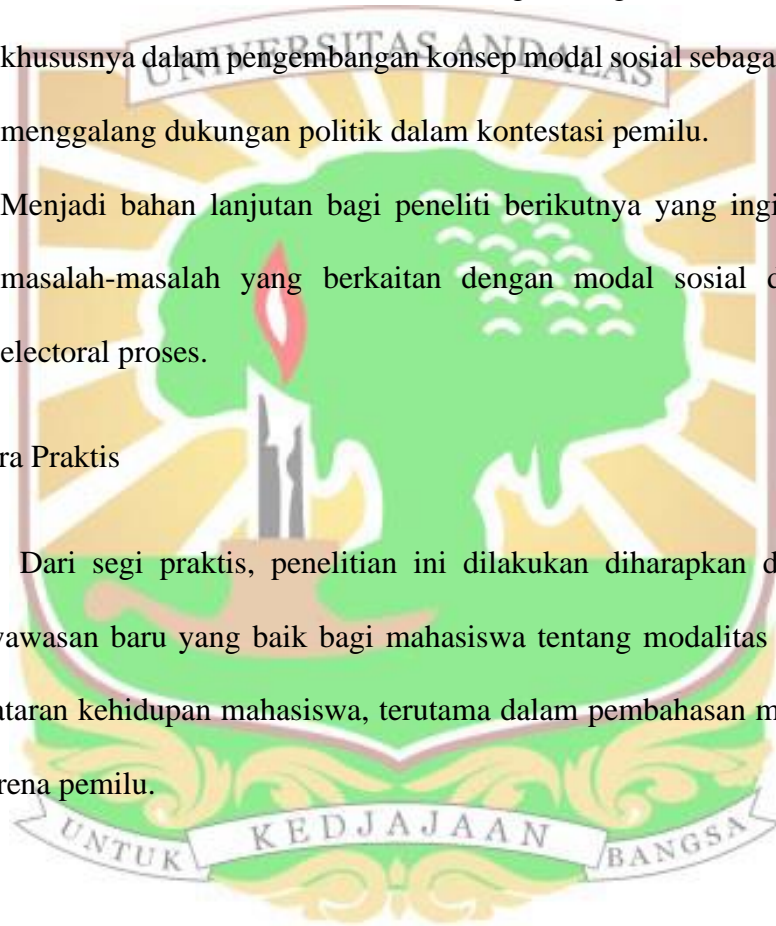 khususnya dalam pengembangan konsep modal sosial sebaga
UNIVERSITAS ANDALAS
menggalang dukungan politik dalam kontestasi pemilu.
Menjadi bahan lanjutan bagi peneliti berikutnya yang ingi
masalah-masalah yang berkaitan dengan modal sosial d
electoral proses.
ra Praktis
Dari segi praktis, penelitian ini dilakukan diharapkan d
wawasan baru yang baik bagi mahasiswa tentang modalitas
ataran kehidupan mahasiswa, terutama dalam pembahasan m
rena pemilu.
UNTUK KEDJAJAAN BANGSA